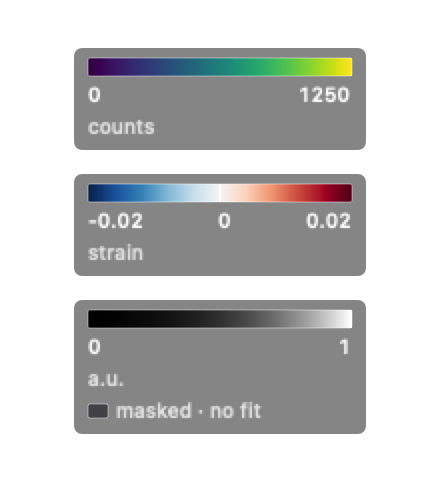 0 1250
counts
-0.02 0 0.02
strain
0 1
a.u.
masked · no fit